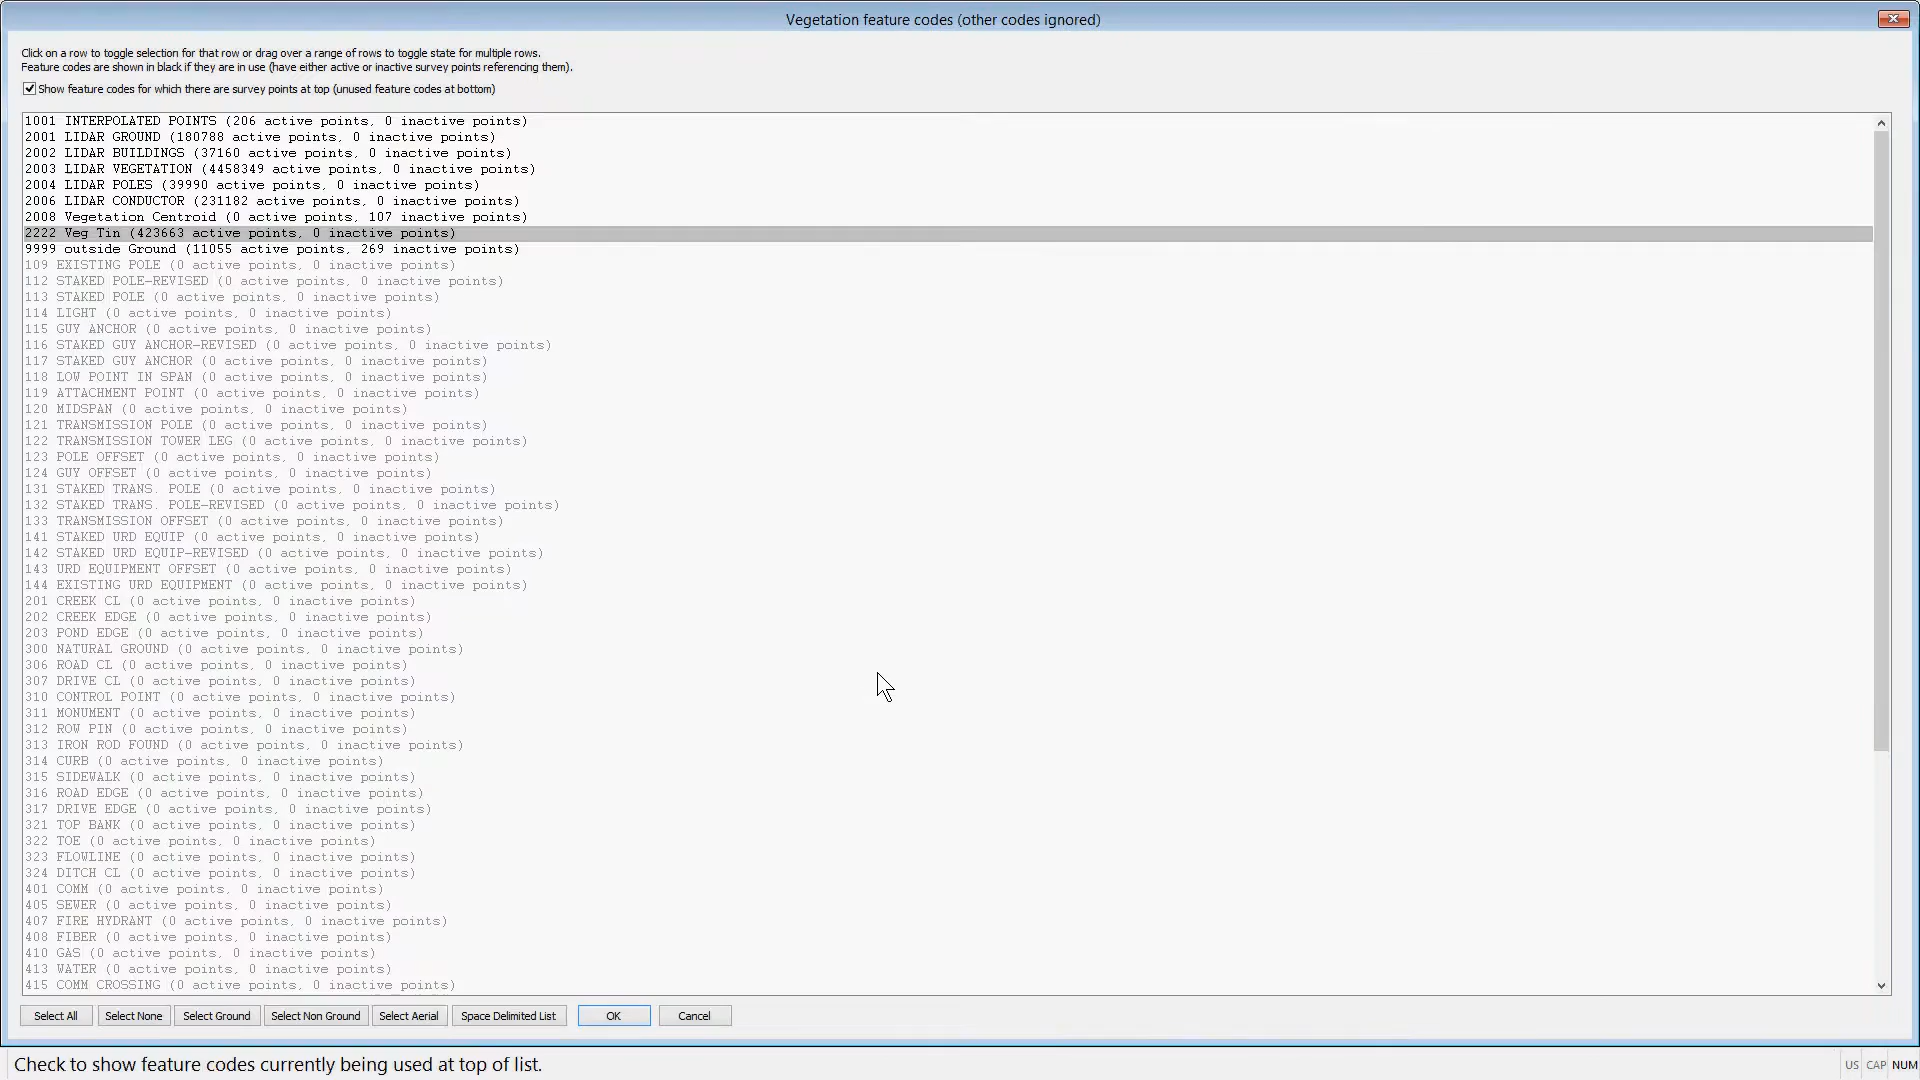 Vegetation feature codes (other codes ignored)
Click on a row to toggle selection for that row or drag over a range of rows to toggle state for multiple rows.
Feature codes are shown in black if they are in use (have either active or inactive survey points referencing them).
Show feature codes for which there are survey points at top (unused feature codes at bottom)
1001 INTERPOLATED POINTS (206 active points, 0 inactive points)
2001 LIDAR GROUND (180788 active points, 0 inactive points)
2002 LIDAR BUILDINGS (37160 active points, 0 inactive points)
2003 LIDAR VEGETATION (4458349 active points, 0 inactive points)
2004 LIDAR POLES (39990 active points, 0 inactive points)
2006 LIDAR CONDUCTOR (231182 active points, 0 inactive points)
2008 Vegetation Centroid (0 active points, 107 inactive points)
2222 Veg Tin (423663 active points, 0 inactive points)
9999 outside Ground (11055 active points, 269 inactive points)
109 EXISTING POLE (0 active points, 0 inactive points)
112 STAKED POLE-REVISED (0 active points, 0 inactive points)
113 STAKED POLE (0 active points, 0 inactive points)
114 LIGHT (0 active points, 0 inactive points)
115 GUY ANCHOR (0 active points, 0 inactive points)
116 STAKED GUY ANCHOR-REVISED (0 active points, 0 inactive points)
117 STAKED GUY ANCHOR (0 active points, 0 inactive points)
118 LOW POINT IN SPAN (0 active points, 0 inactive points)
119 ATTACHMENT POINT (0 active points, 0 inactive points)
120 MIDSPAN (0 active points, 0 inactive points)
121 TRANSMISSION POLE (0 active points, 0 inactive points)
122 TRANSMISSION TOWER LEG (0 active points, 0 inactive points)
123 POLE OFFSET (0 active points, 0 inactive points)
124 GUY OFFSET (0 active points, 0 inactive points)
131 STAKED TRANS. POLE (0 active points, 0 inactive points)
132 STAKED TRANS. POLE-REVISED (0 active points, 0 inactive points)
133 TRANSMISSION OFFSET (0 active points, 0 inactive points)
141 STAKED URD EQUIP (0 active points, 0 inactive points)
142 STAKED URD EQUIP-REVISED (0 active points, 0 inactive points)
143 URD EQUIPMENT OFFSET (0 active points, 0 inactive points)
144 EXISTING URD EQUIPMENT (0 active points, 0 inactive points)
201 CREEK CL (0 active points, 0 inactive points)
202 CREEK EDGE (0 active points, 0 inactive points)
203 POND EDGE (0 active points, 0 inactive points)
300 NATURAL GROUND (0 active points, 0 inactive points)
306 ROAD CL (0 active points, 0 inactive points)
307 DRIVE CL (0 active points, 0 inactive points)
310 CONTROL POINT (0 active points, 0 inactive points)
311 MONUMENT (0 active points, 0 inactive points)
312 ROW PIN (0 active points, 0 inactive points)
313 IRON ROD FOUND (0 active points, 0 inactive points)
314 CURB (0 active points, 0 inactive points)
315 SIDEWALK (0 active points, 0 inactive points)
316 ROAD EDGE (0 active points, 0 inactive points)
317 DRIVE EDGE (0 active points, 0 inactive points)
321 TOP BANK (0 active points, 0 inactive points)
322 TOE (0 active points, 0 inactive points)
323 FLOWLINE (0 active points, 0 inactive points)
324 DITCH CL (0 active points, 0 inactive points)
401 COMM (0 active points, 0 inactive points)
405 SEWER (0 active points, 0 inactive points)
407 FIRE HYDRANT (0 active points, 0 inactive points)
408 FIBER (0 active points, 0 inactive points)
410 GAS (0 active points, 0 inactive points)
413 WATER (0 active points, 0 inactive points)
415 COMM CROSSING (0 active points, 0 inactive points)
Select All Select None Select Ground Select Non Ground Select Aerial Space Delimited List OK Cancel
Check to show feature codes currently being used at top of list.
US CAP NUM